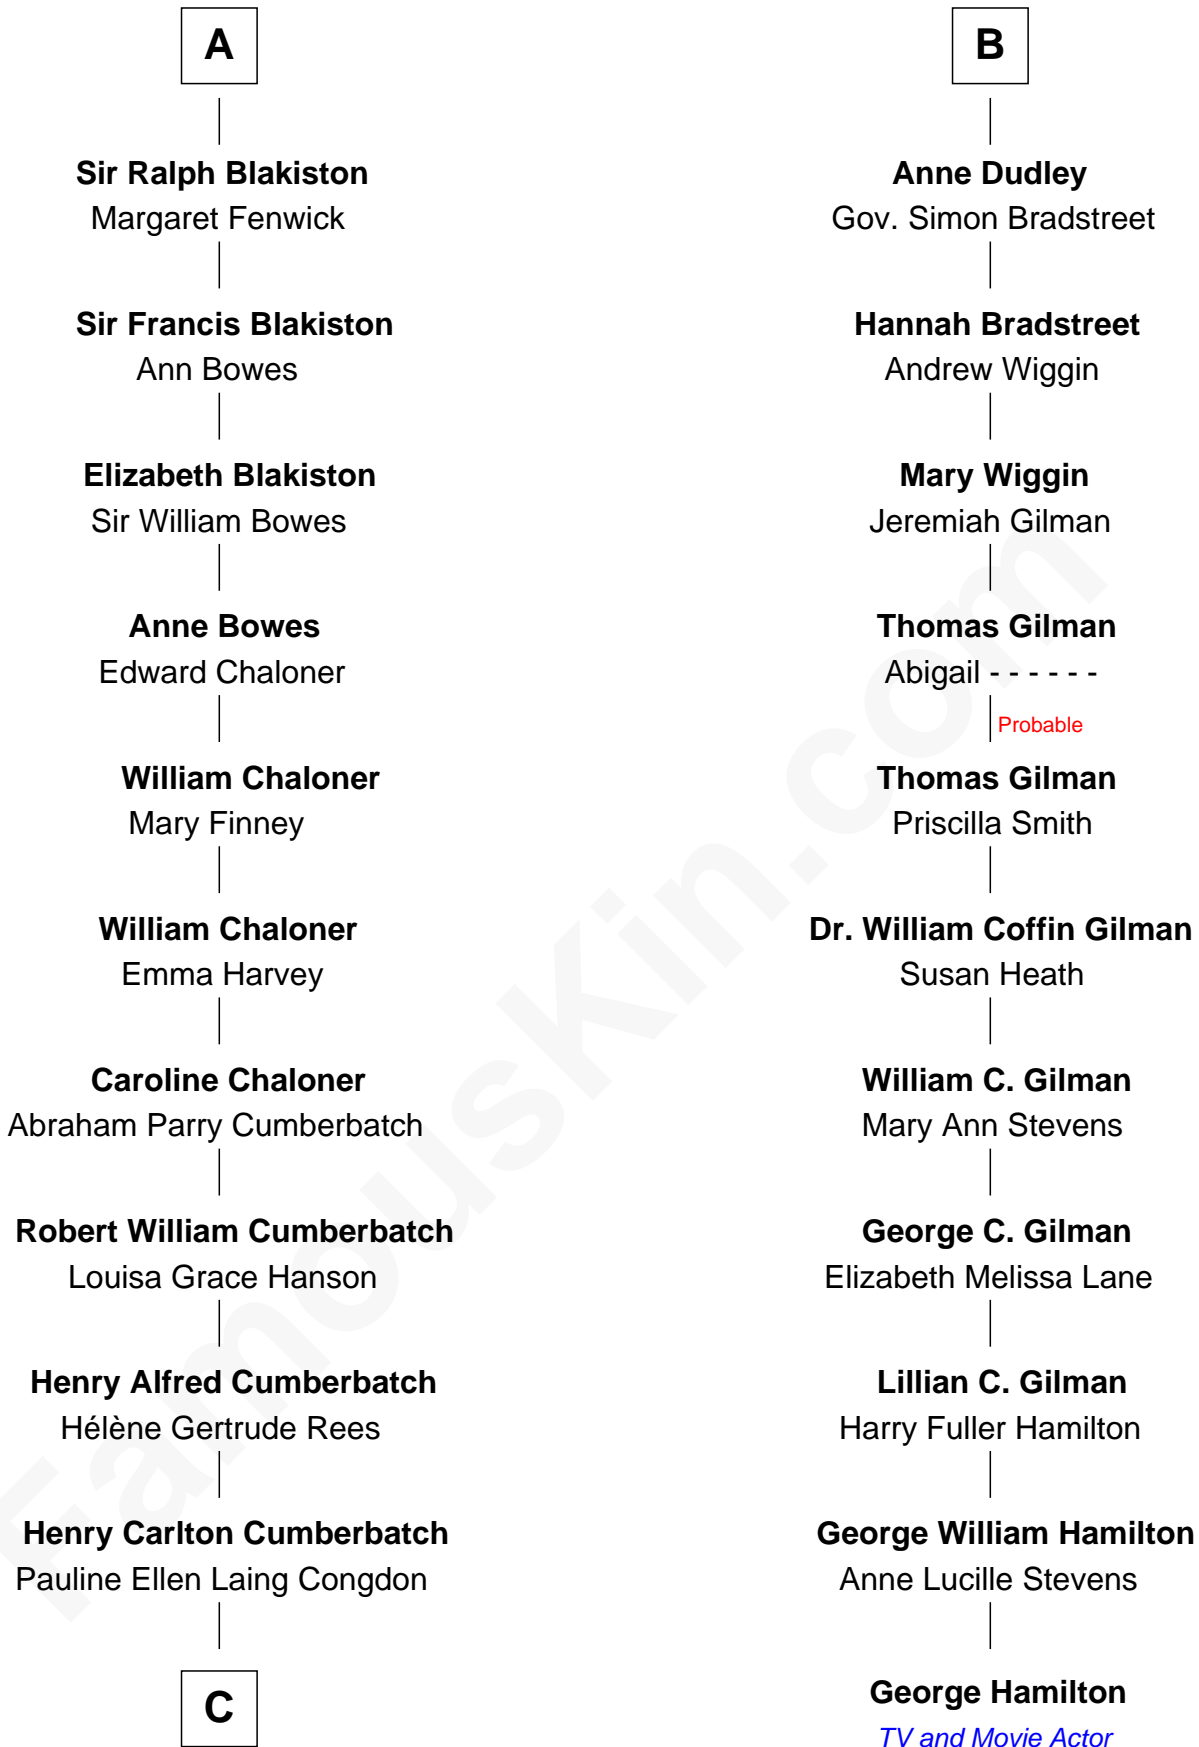 A
Sir Ralph Blakiston
Margaret Fenwick
Sir Francis Blakiston
Ann Bowes
Elizabeth Blakiston
Sir William Bowes
Anne Bowes
Edward Chaloner
William Chaloner
Mary Finney
William Chaloner
Emma Harvey
Caroline Chaloner
Abraham Parry Cumberbatch
Robert William Cumberbatch
Louisa Grace Hanson
Henry Alfred Cumberbatch
Hélène Gertrude Rees
Henry Carlton Cumberbatch
Pauline Ellen Laing Congdon
C
B
Anne Dudley
Gov. Simon Bradstreet
Hannah Bradstreet
Andrew Wiggin
Mary Wiggin
Jeremiah Gilman
Thomas Gilman
Abigail - - - - - -
Probable
Thomas Gilman
Priscilla Smith
Dr. William Coffin Gilman
Susan Heath
William C. Gilman
Mary Ann Stevens
George C. Gilman
Elizabeth Melissa Lane
Lillian C. Gilman
Harry Fuller Hamilton
George William Hamilton
Anne Lucille Stevens
George Hamilton
TV and Movie Actor
FamousKin.com